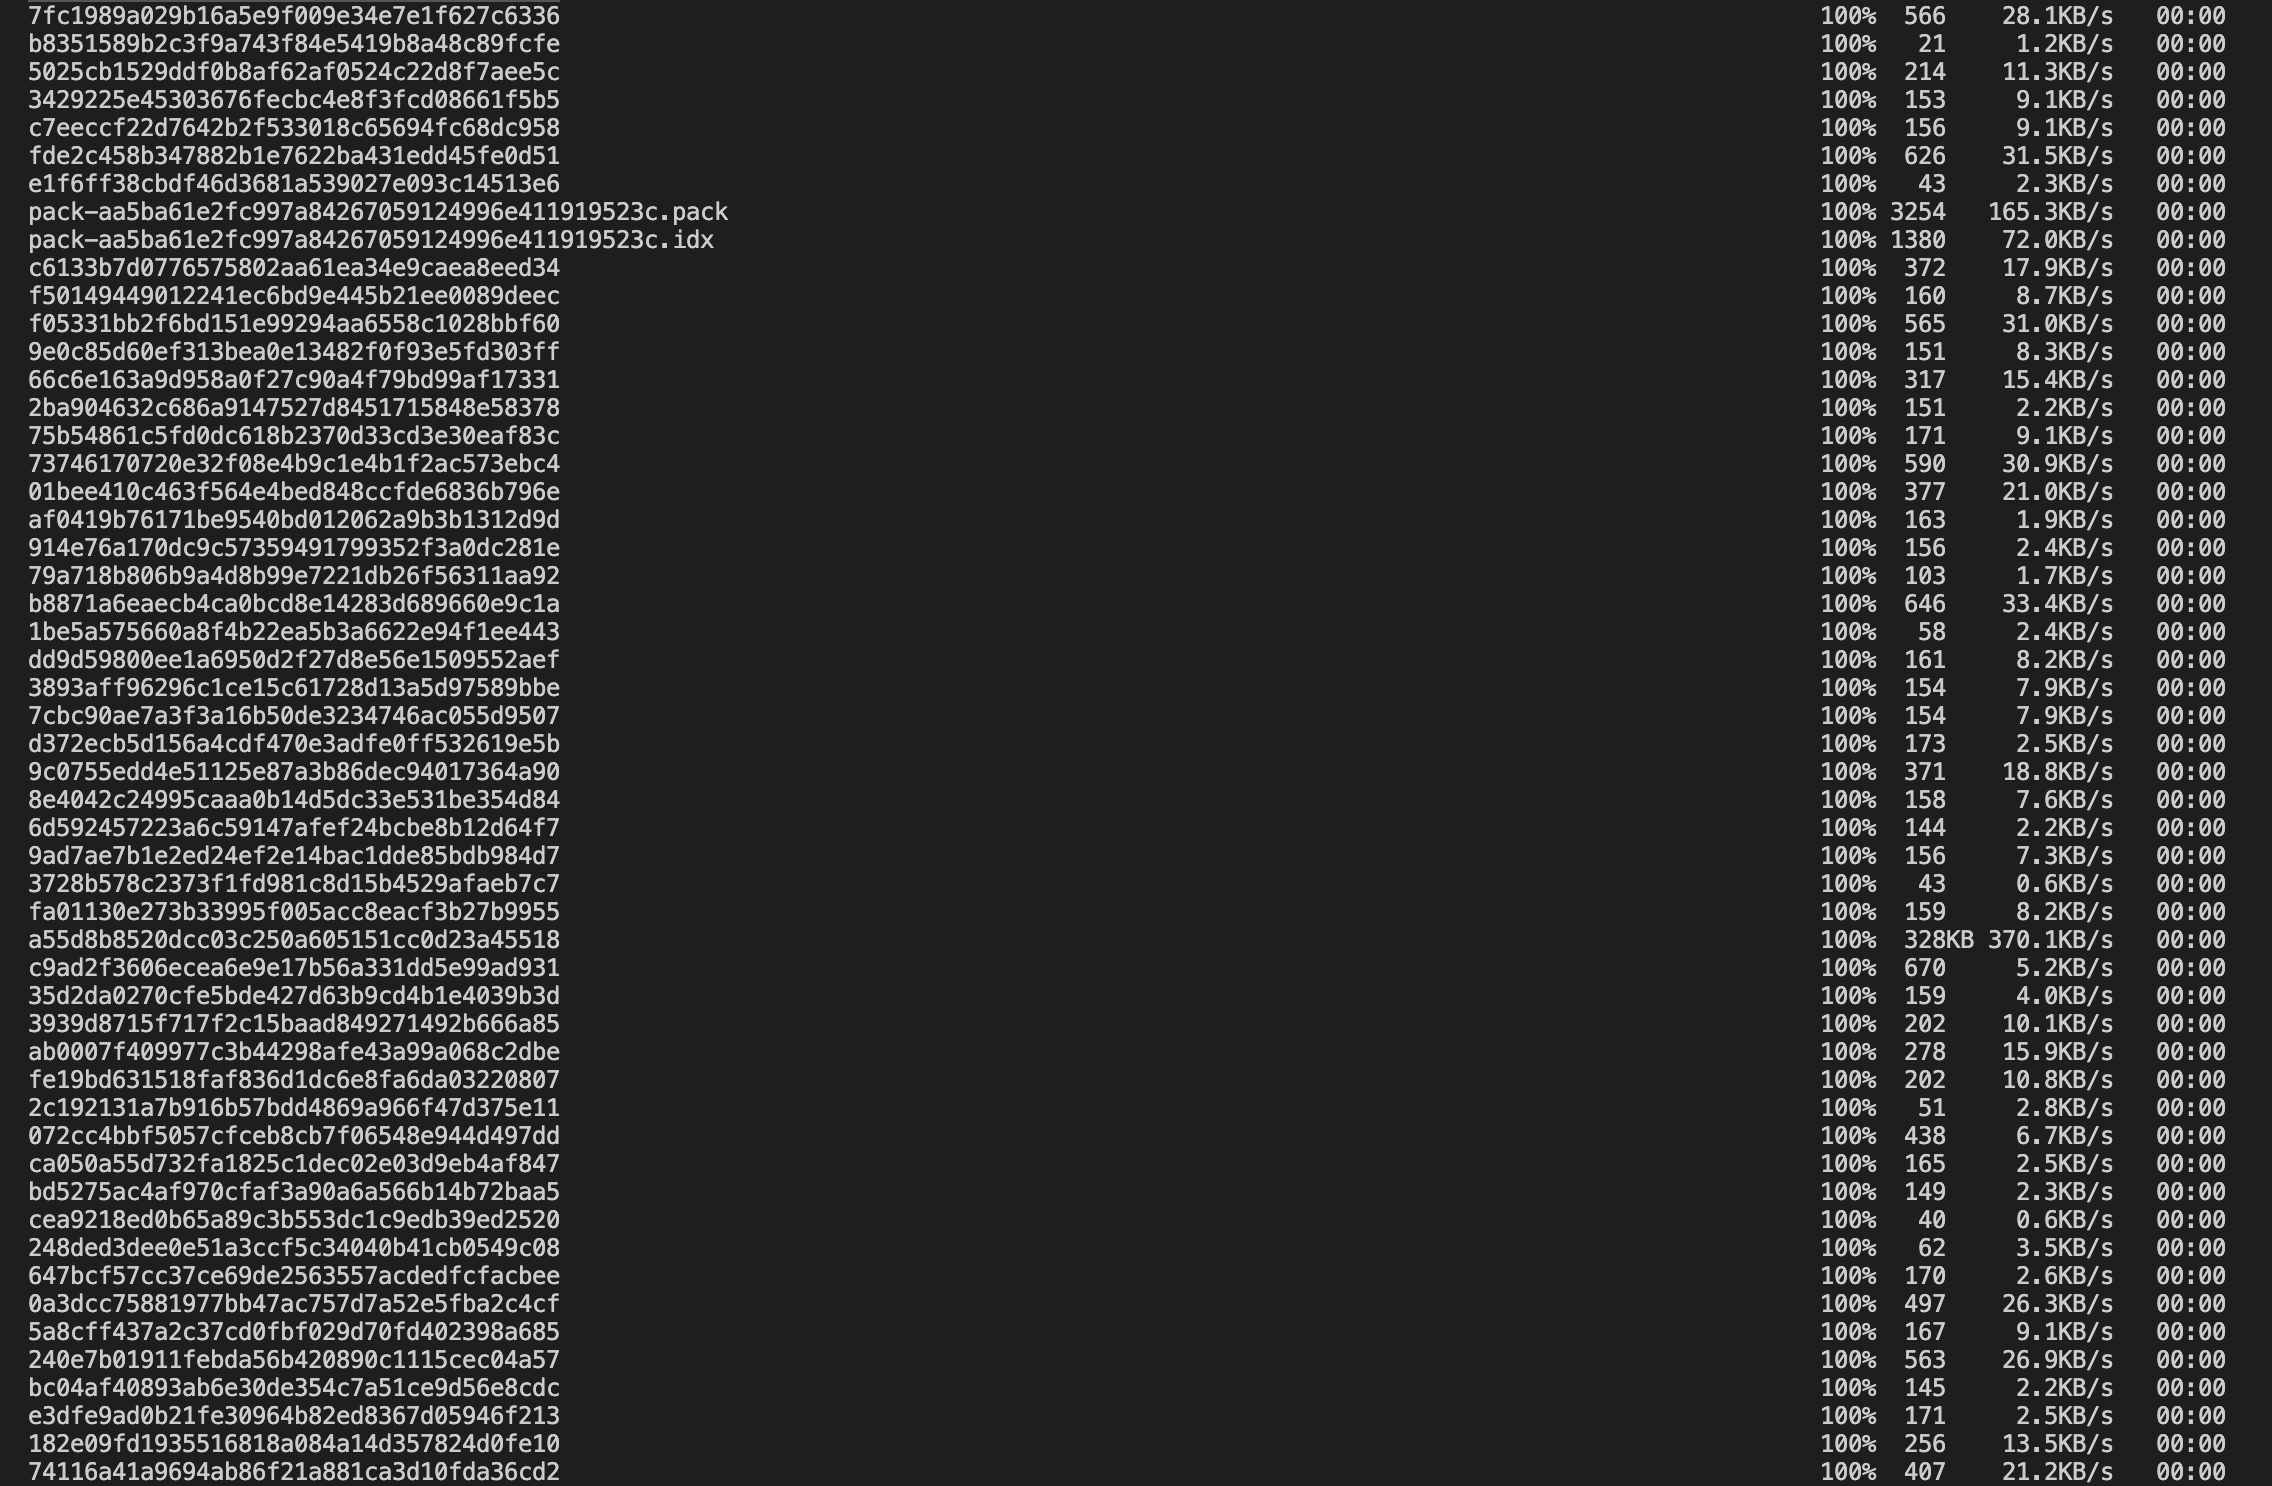 7fc1989a029b16a5e9f009e34e7e1f627c6336 100% 566 28.1KB/s 00:00
b8351589b2c3f9a743f84e5419b8a48c89fcfe 100% 21 1.2KB/s 00:00
5025cb1529ddf0b8af62af0524c22d8f7aee5c 100% 214 11.3KB/s 00:00
3429225e45303676fecbc4e8f3fcd08661f5b5 100% 153 9.1KB/s 00:00
c7eeccf22d7642b2f533018c65694fc68dc958 100% 156 9.1KB/s 00:00
fde2c458b347882b1e7622ba431edd45fe0d51 100% 626 31.5KB/s 00:00
e1f6ff38cbdf46d3681a539027e093c14513e6 100% 43 2.3KB/s 00:00
pack-aa5ba61e2fc997a84267059124996e411919523c.pack 100% 3254 165.3KB/s 00:00
pack-aa5ba61e2fc997a84267059124996e411919523c.idx 100% 1380 72.0KB/s 00:00
c6133b7d0776575802aa61ea34e9caea8eed34 100% 372 17.9KB/s 00:00
f50149449012241ec6bd9e445b21ee0089deec 100% 160 8.7KB/s 00:00
f05331bb2f6bd151e99294aa6558c1028bbf60 100% 565 31.0KB/s 00:00
9e0c85d60ef313bea0e13482f0f93e5fd303ff 100% 151 8.3KB/s 00:00
66c6e163a9d958a0f27c90a4f79bd99af17331 100% 317 15.4KB/s 00:00
2ba904632c686a9147527d8451715848e58378 100% 151 2.2KB/s 00:00
75b54861c5fd0dc618b2370d33cd3e30eaf83c 100% 171 9.1KB/s 00:00
73746170720e32f08e4b9c1e4b1f2ac573ebc4 100% 590 30.9KB/s 00:00
01bee410c463f564e4bed848ccfde6836b796e 100% 377 21.0KB/s 00:00
af0419b76171be9540bd012062a9b3b1312d9d 100% 163 1.9KB/s 00:00
914e76a170dc9c57359491799352f3a0dc281e 100% 156 2.4KB/s 00:00
79a718b806b9a4d8b99e7221db26f56311aa92 100% 103 1.7KB/s 00:00
b8871a6eaecb4ca0bcd8e14283d689660e9c1a 100% 646 33.4KB/s 00:00
1be5a575660a8f4b22ea5b3a6622e94f1ee443 100% 58 2.4KB/s 00:00
dd9d59800ee1a6950d2f27d8e56e1509552aef 100% 161 8.2KB/s 00:00
3893aff96296c1ce15c61728d13a5d97589bbe 100% 154 7.9KB/s 00:00
7cbc90ae7a3f3a16b50de3234746ac055d9507 100% 154 7.9KB/s 00:00
d372ecb5d156a4cdf470e3adfe0ff532619e5b 100% 173 2.5KB/s 00:00
9c0755edd4e51125e87a3b86dec94017364a90 100% 371 18.8KB/s 00:00
8e4042c24995caaa0b14d5dc33e531be354d84 100% 158 7.6KB/s 00:00
6d592457223a6c59147afef24bcbe8b12d64f7 100% 144 2.2KB/s 00:00
9ad7ae7b1e2ed24ef2e14bac1dde85bdb984d7 100% 156 7.3KB/s 00:00
3728b578c2373f1fd981c8d15b4529afaeb7c7 100% 43 0.6KB/s 00:00
fa01130e273b33995f005acc8eacf3b27b9955 100% 159 8.2KB/s 00:00
a55d8b8520dcc03c250a605151cc0d23a45518 100% 328KB 370.1KB/s 00:00
c9ad2f3606ecea6e9e17b56a331dd5e99ad931 100% 670 5.2KB/s 00:00
35d2da0270cfe5bde427d63b9cd4b1e4039b3d 100% 159 4.0KB/s 00:00
3939d8715f717f2c15baad849271492b666a85 100% 202 10.1KB/s 00:00
ab0007f409977c3b44298afe43a99a068c2dbe 100% 278 15.9KB/s 00:00
fe19bd631518faf836d1dc6e8fa6da03220807 100% 202 10.8KB/s 00:00
2c192131a7b916b57bdd4869a966f47d375e11 100% 51 2.8KB/s 00:00
072cc4bbf5057cfceb8cb7f06548e944d497dd 100% 438 6.7KB/s 00:00
ca050a55d732fa1825c1dec02e03d9eb4af847 100% 165 2.5KB/s 00:00
bd5275ac4af970cfaf3a90a6a566b14b72baa5 100% 149 2.3KB/s 00:00
cea9218ed0b65a89c3b553dc1c9edb39ed2520 100% 40 0.6KB/s 00:00
248ded3dee0e51a3ccf5c34040b41cb0549c08 100% 62 3.5KB/s 00:00
647bcf57cc37ce69de2563557acdedfcfacbee 100% 170 2.6KB/s 00:00
0a3dcc75881977bb47ac757d7a52e5fba2c4cf 100% 497 26.3KB/s 00:00
5a8cff437a2c37cd0fbf029d70fd402398a685 100% 167 9.1KB/s 00:00
240e7b01911febda56b420890c1115cec04a57 100% 563 26.9KB/s 00:00
bc04af40893ab6e30de354c7a51ce9d56e8cdc 100% 145 2.2KB/s 00:00
e3dfe9ad0b21fe30964b82ed8367d05946f213 100% 171 2.5KB/s 00:00
182e09fd1935516818a084a14d357824d0fe10 100% 256 13.5KB/s 00:00
74116a41a9694ab86f21a881ca3d10fda36cd2 100% 407 21.2KB/s 00:00